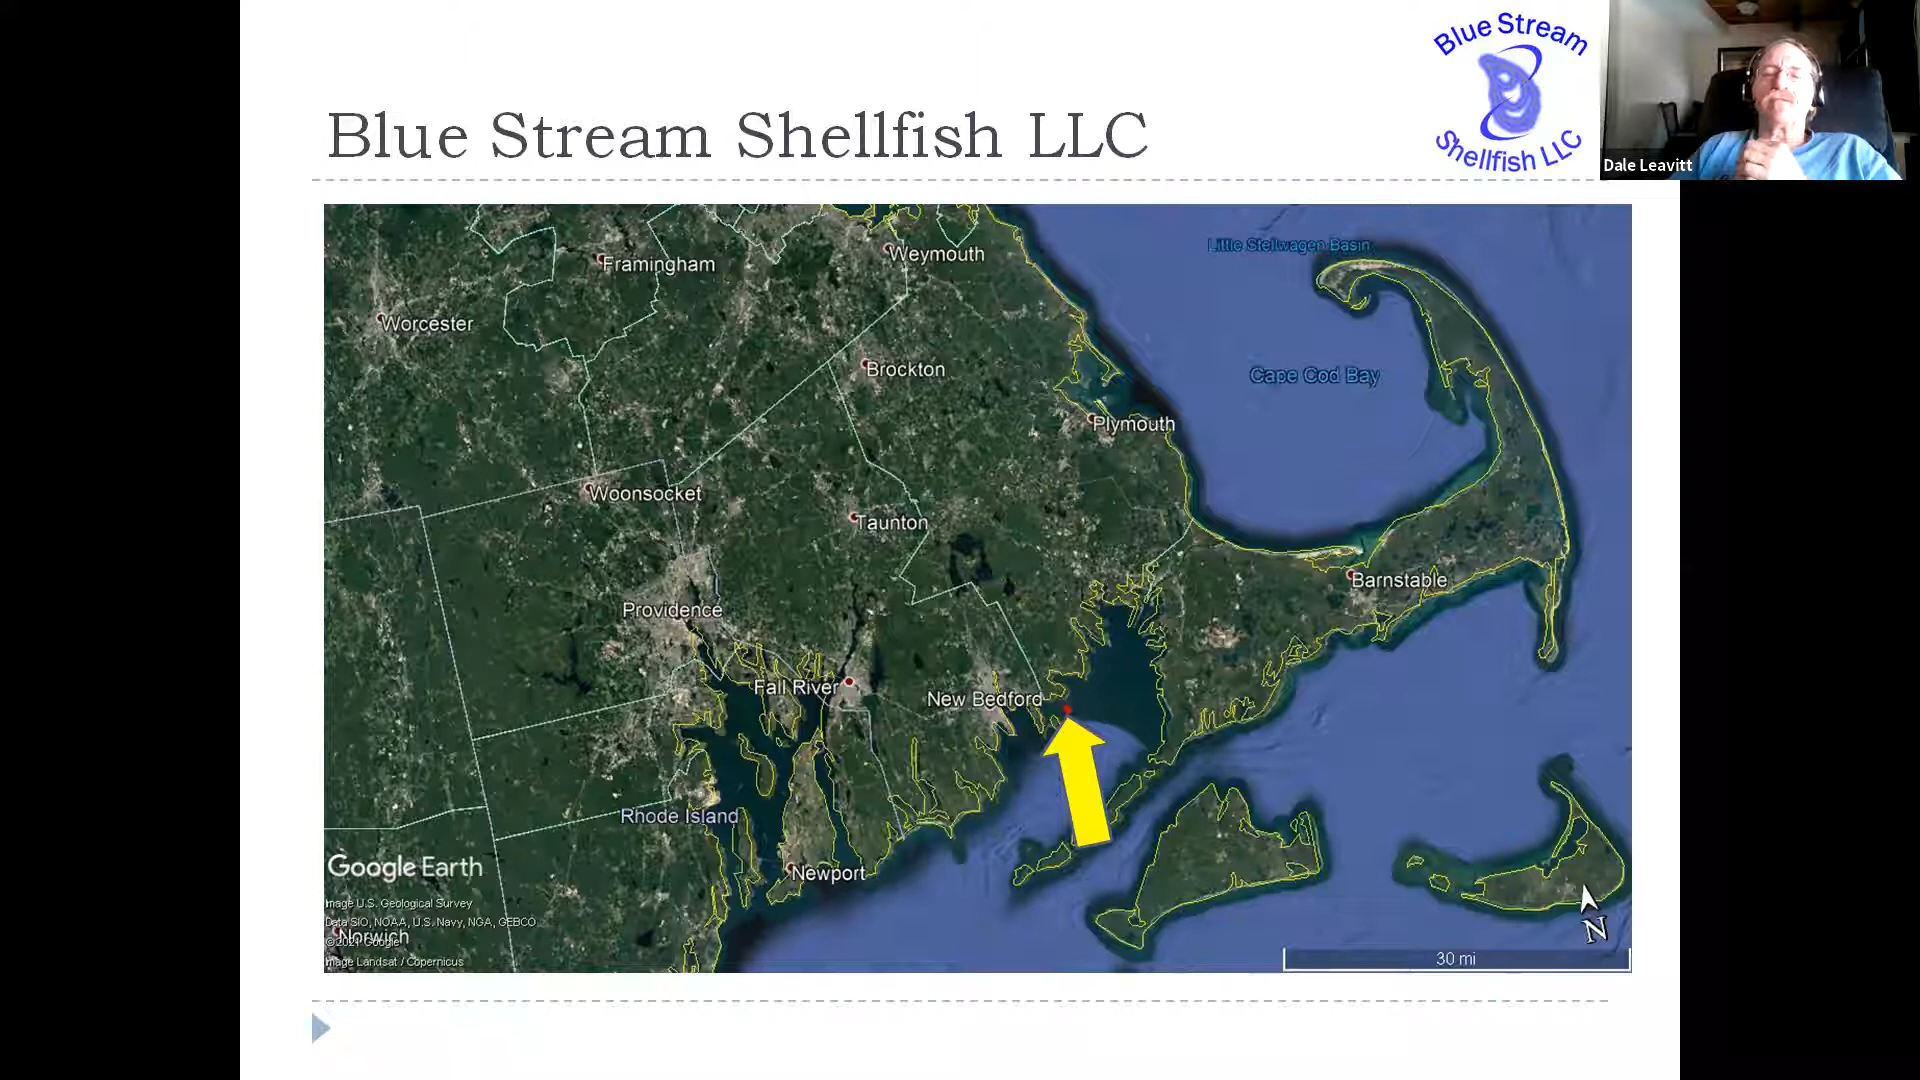 Blue Stream
Shellfish LLC
Dale Leavitt
Blue Stream Shellfish LLC
Little Stellwagen Basin
Weymouth
Framingham
Worcester
Brockton
Cape Cod Bay
Plymouth
Woonsocket
Taunton
Barnstable
Providence
Fall River
New Bedford
Rhode Island
Newport
Google Earth
Image U.S. Geological Survey
Data SIO, NOAA, U.S. Navy, NGA, GEBCO
Norwich
©2021 Google
Image Landsat / Copernicus
N
30 mi